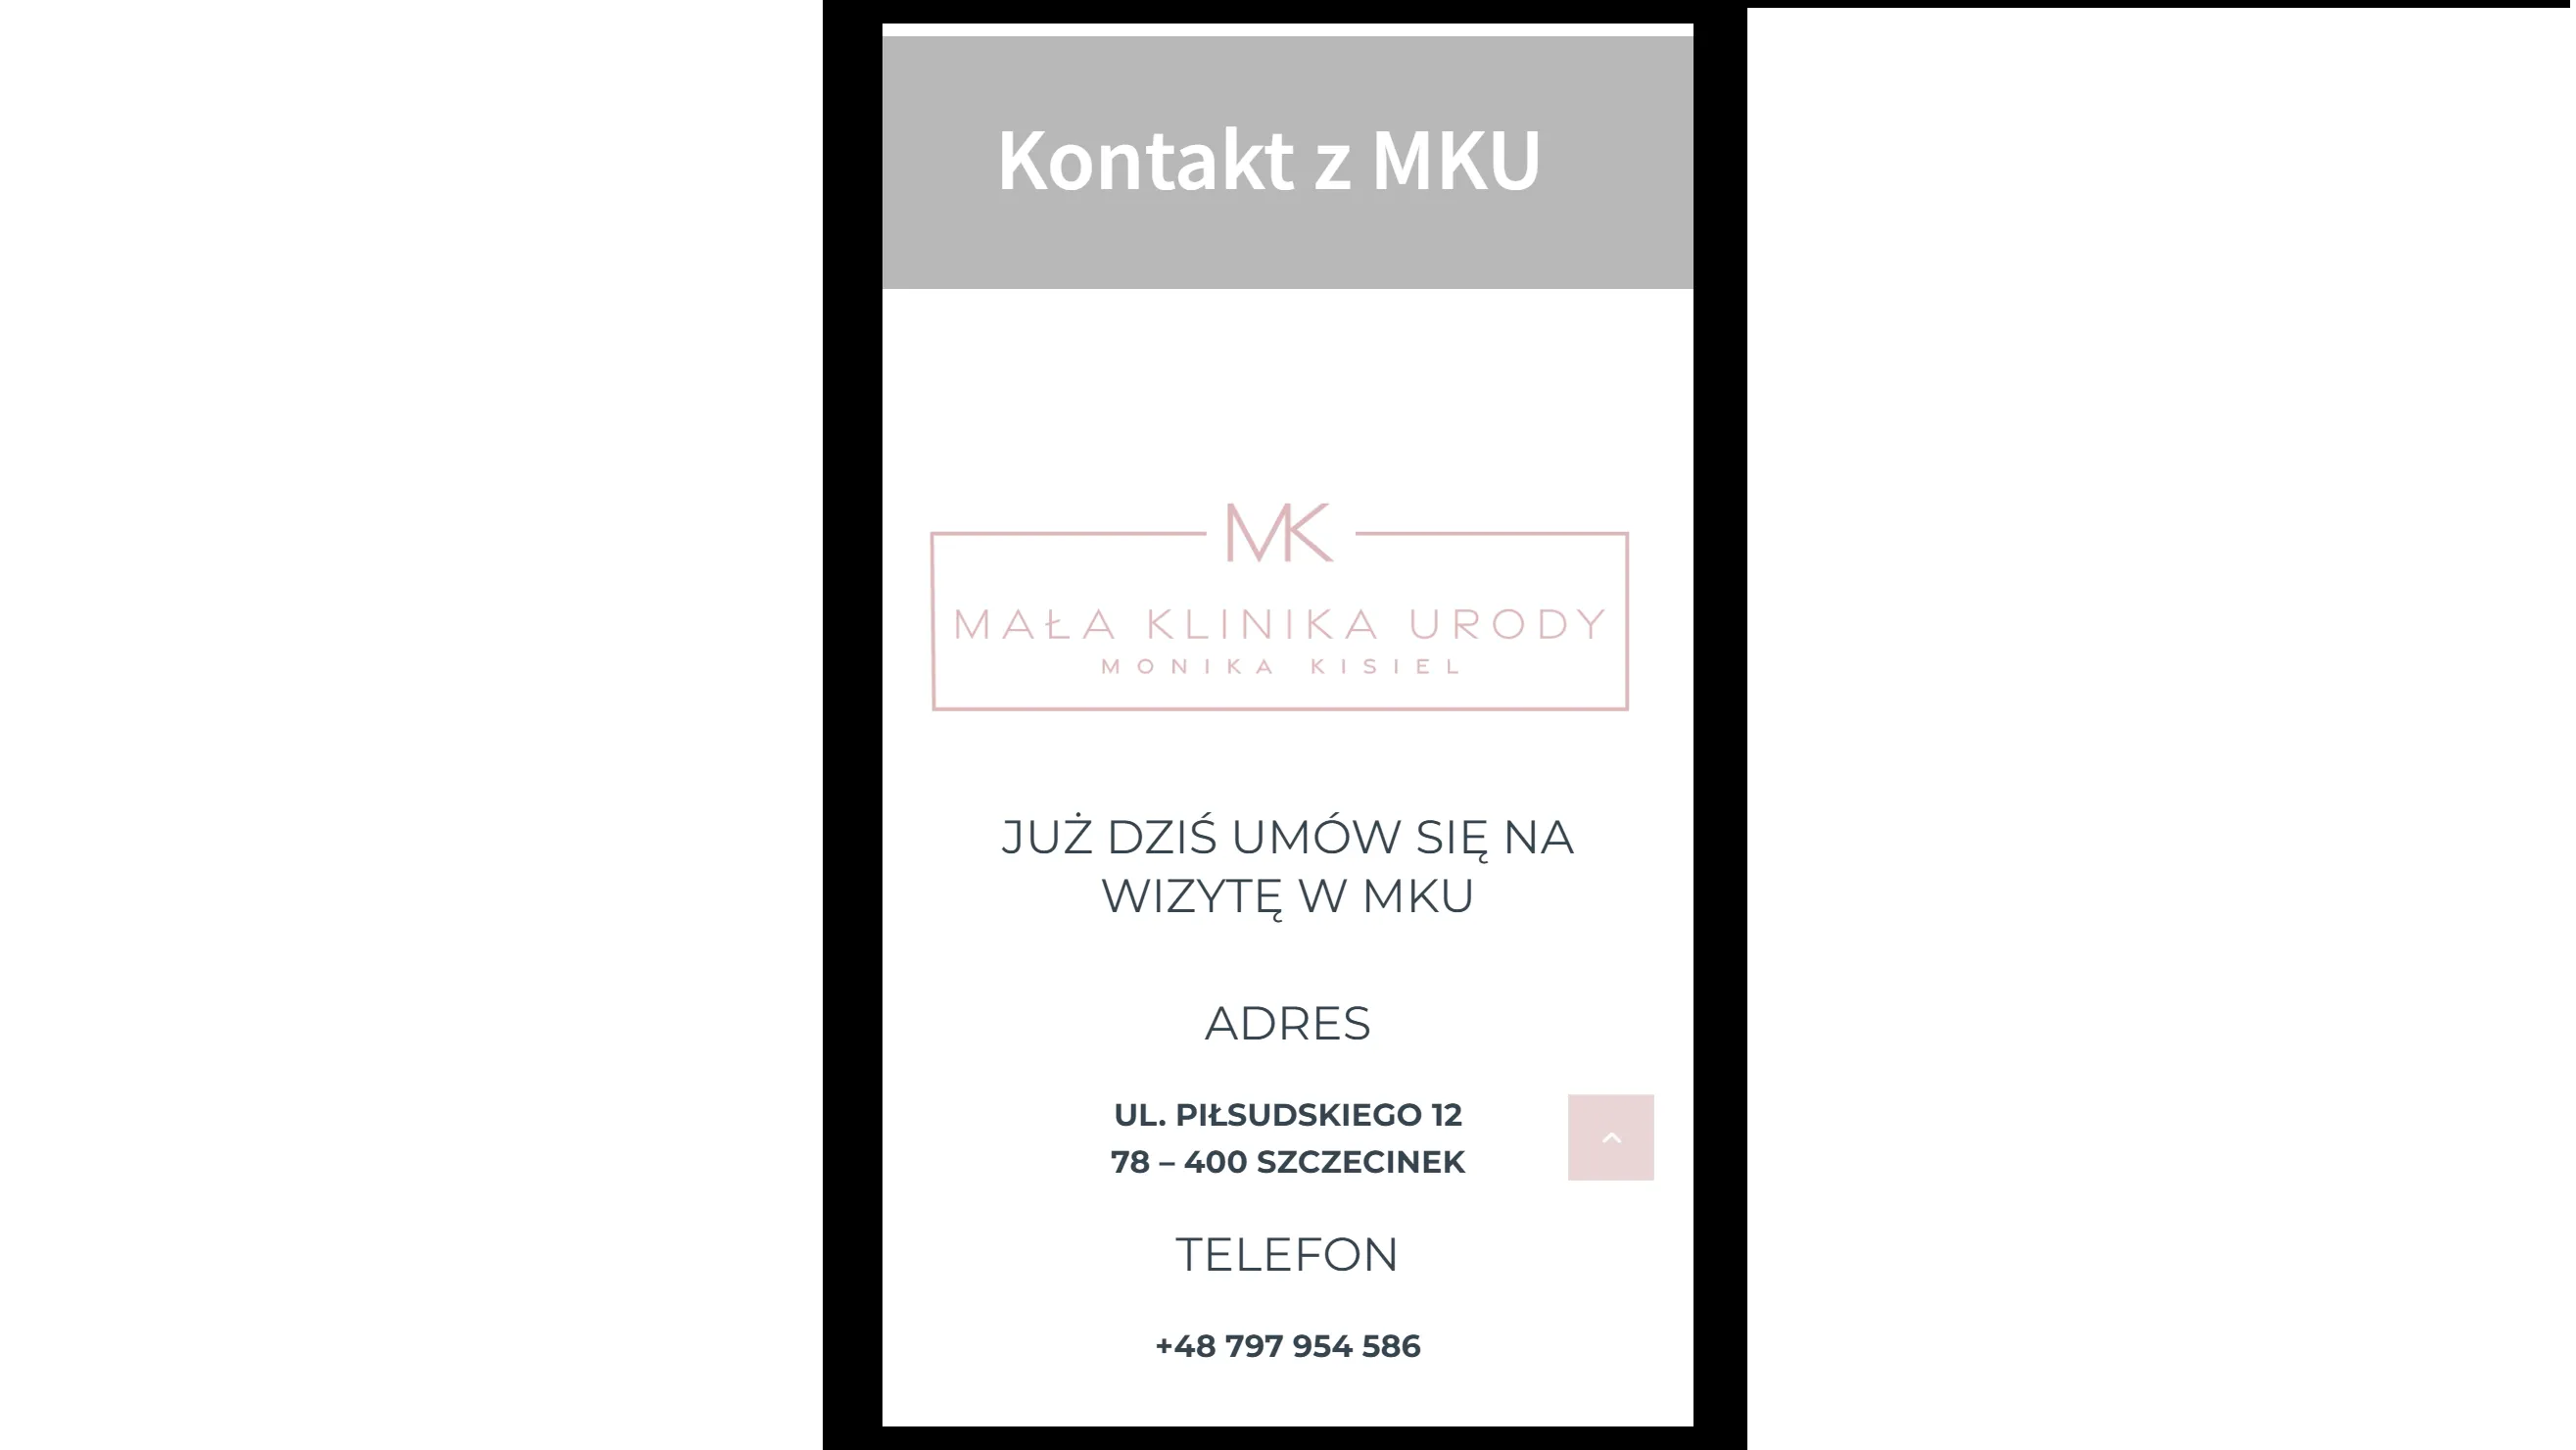 Kontakt z MKU
MK
MAŁA KLINIKA URODY
MONIKA KISIEL
JUŻ DZIŚ UMÓW SIĘ NA
WIZYTĘ W MKU
ADRES
UL. PIŁSUDSKIEGO 12
78 – 400 SZCZECINEK
TELEFON
+48 797 954 586